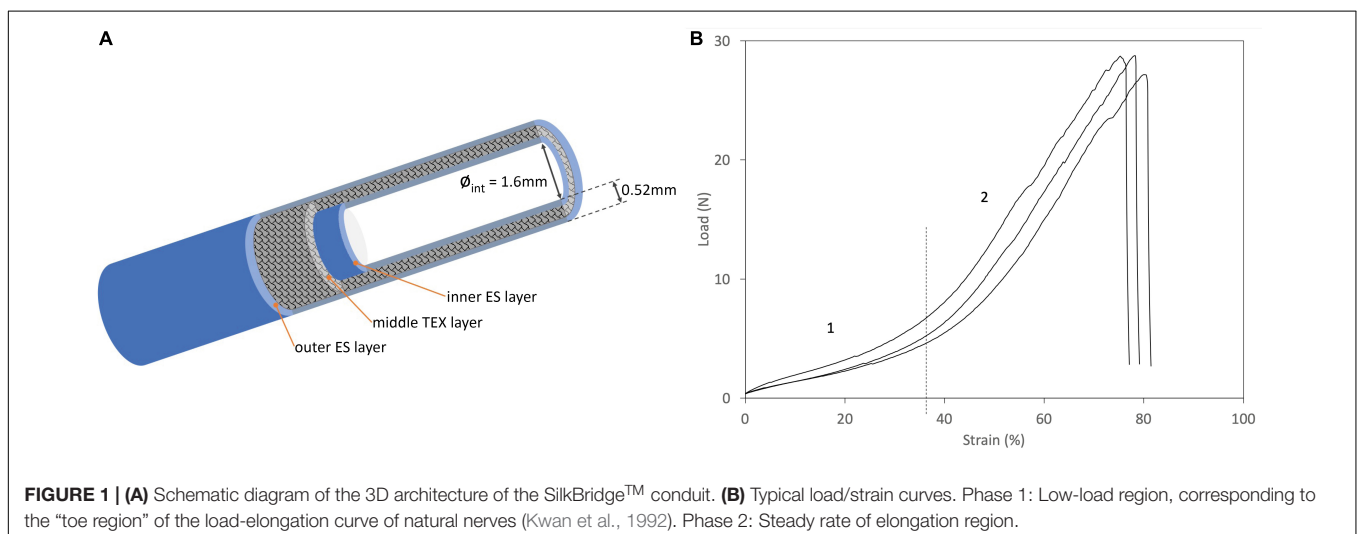 A
Ø int = 1.6mm
0.52mm
inner ES layer
middle TEX layer
outer ES layer
B
30
20
10
0
Load (N)
1
2
0 20 40 60 80 100
Strain (%)
FIGURE 1 | (A) Schematic diagram of the 3D architecture of the SilkBridge™ conduit. (B) Typical load/strain curves. Phase 1: Low-load region, corresponding to
the “toe region” of the load-elongation curve of natural nerves (Kwan et al., 1992). Phase 2: Steady rate of elongation region.